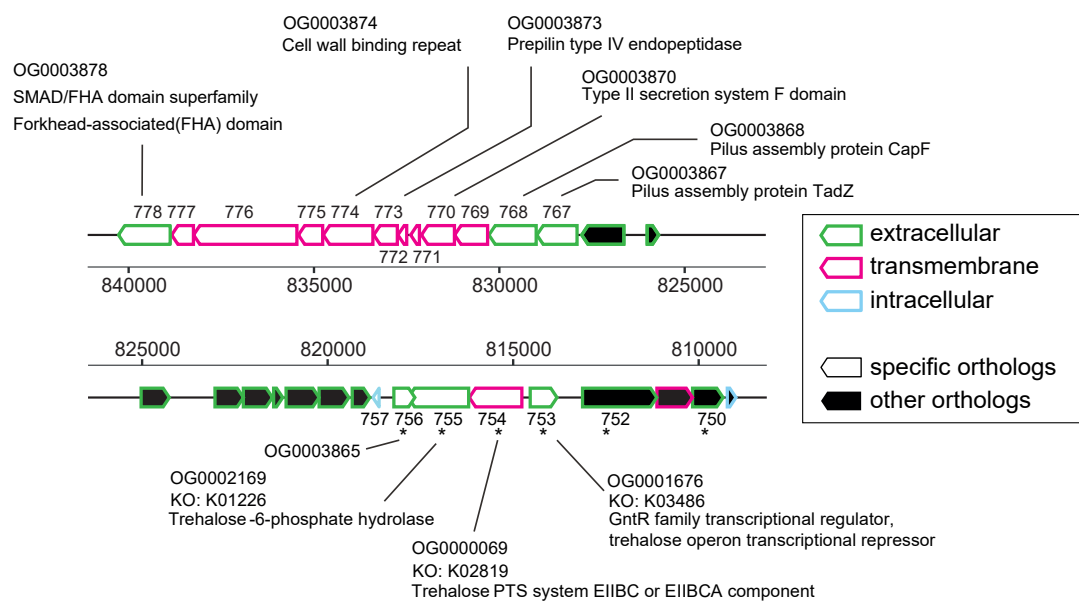 OG0003874
Cell wall binding repeat
OG0003873
Prepilin type IV endopeptidase
OG0003878
SMAD/FHA domain superfamily
Forkhead-associated(FHA) domain
OG0003870
Type II secretion system F domain
OG0003868
Pilus assembly protein CapF
OG0003867
Pilus assembly protein TadZ
778 777 776 775 774 773 770 769 768 767
772 771
840000 835000 830000 825000
extracellular
transmembrane
intracellular
specific orthologs
other orthologs
825000 820000 815000 810000
757 756 755 754 753 752 750
* * * * * *
OG0003865
OG0002169
KO: K01226
Trehalose -6-phosphate hydrolase
OG0000069
KO: K02819
Trehalose PTS system EIIBC or EIIBCA component
OG0001676
KO: K03486
GntR family transcriptional regulator,
trehalose operon transcriptional repressor